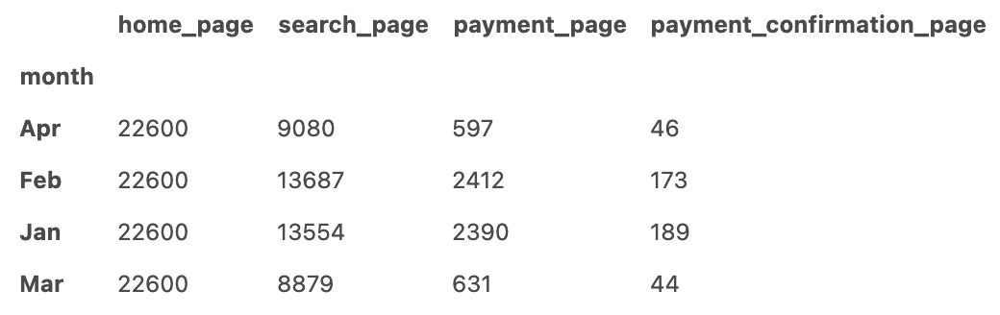 home_page search_page payment_page payment_confirmation_page
month
Apr 22600 9080 597 46
Feb 22600 13687 2412 173
Jan 22600 13554 2390 189
Mar 22600 8879 631 44